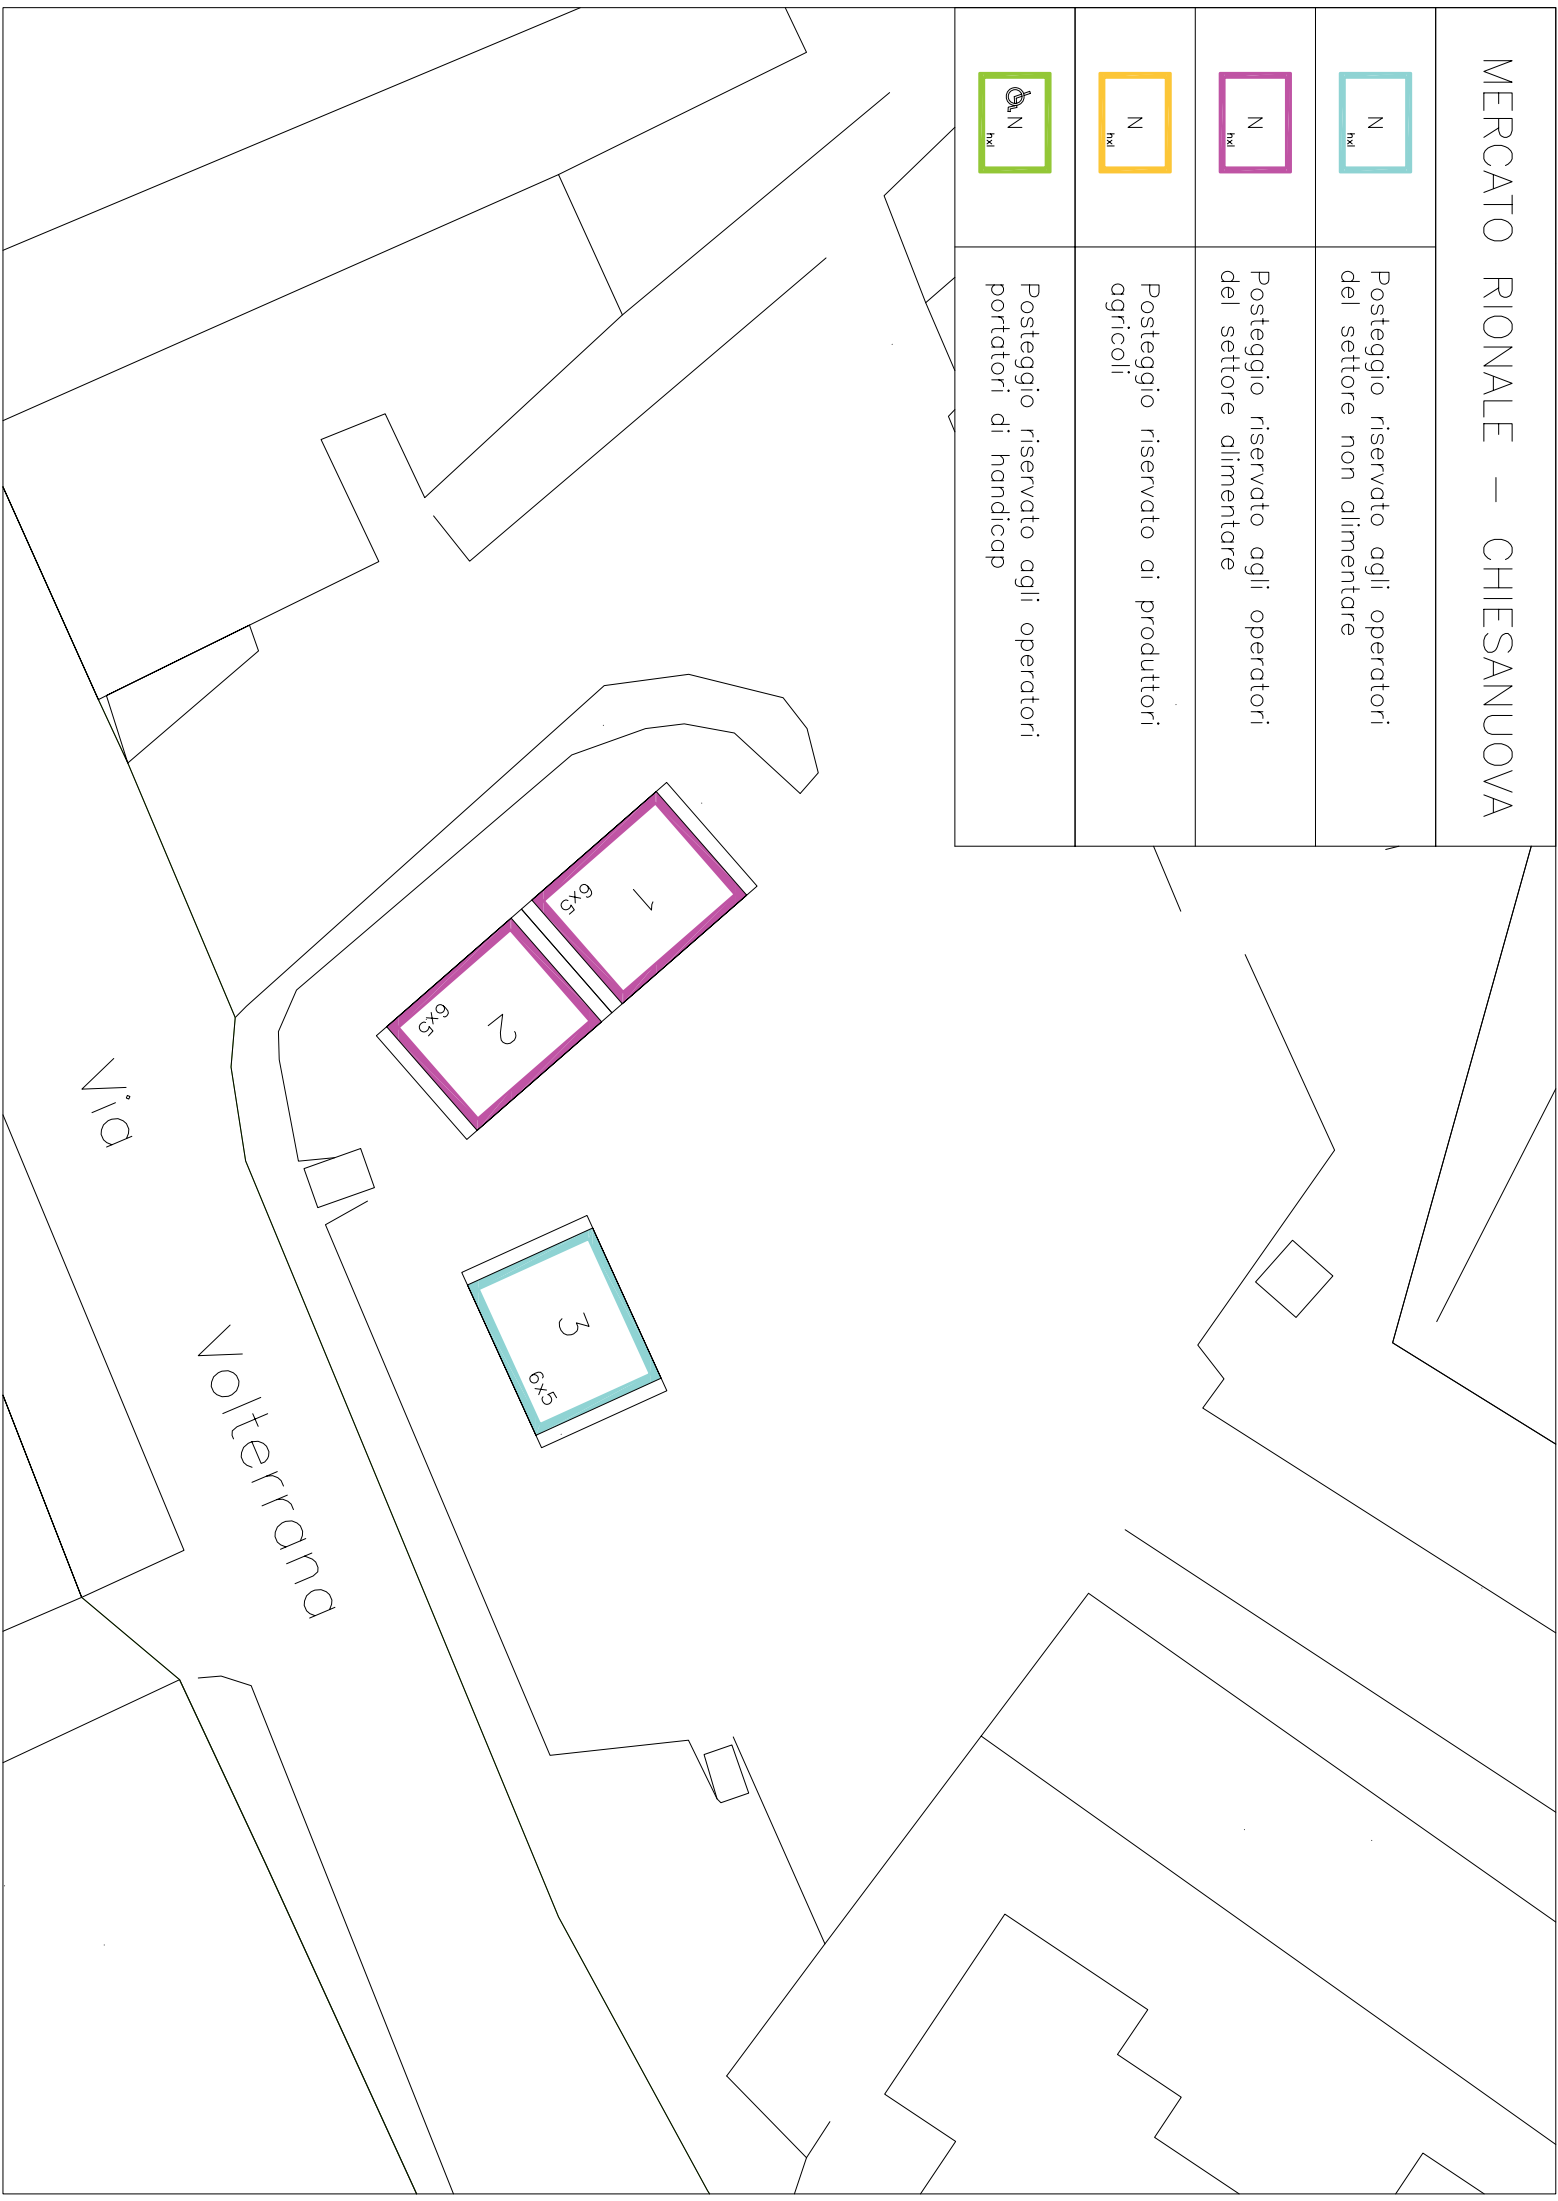 MERCATO RIONALE – CHIESANUOVA
N
hxl
Posteggio riservato agli operatori
del settore non alimentare
N
hxl
Posteggio riservato agli operatori
del settore alimentare
N
hxl
Posteggio riservato ai produttori
agricoli
N
hxl
Posteggio riservato agli operatori
portatori di handicap
1
6x5
2
6x5
3
6x5
Via Volterrana